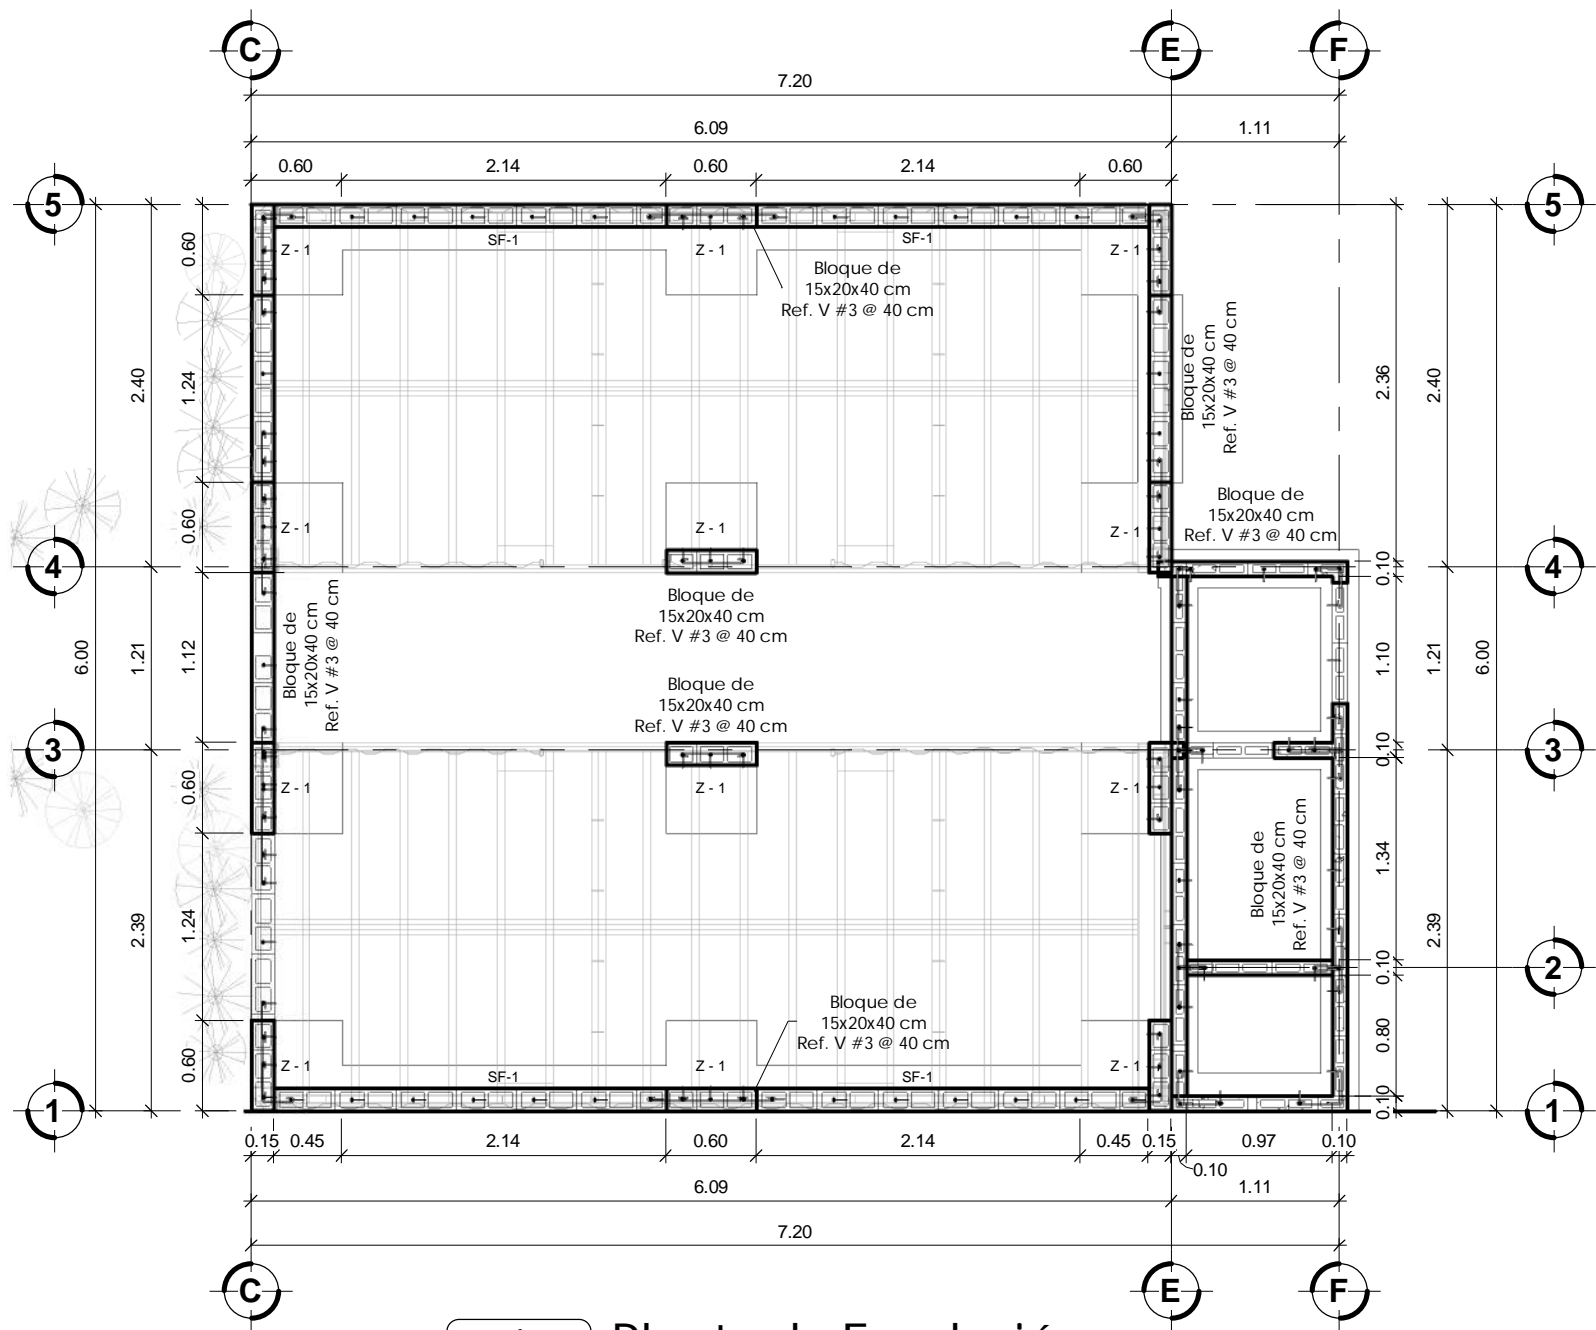 C
E
F
7.20
6.09
1.11
0.60
2.14
0.60
2.14
0.60
5
5
Z - 1
SF-1
Z - 1
SF-1
Z - 1
Bloque de
15x20x40 cm
Ref. V #3 @ 40 cm
Bloque de
15x20x40 cm
Ref. V #3 @ 40 cm
0.60
2.40
1.24
0.60
2.36
2.40
Bloque de
15x20x40 cm
Ref. V #3 @ 40 cm
Z - 1
Z - 1
Z - 1
4
4
0.10
Bloque de
15x20x40 cm
Ref. V #3 @ 40 cm
Bloque de
15x20x40 cm
Ref. V #3 @ 40 cm
6.00
1.21
1.12
1.10
1.21
6.00
Bloque de
15x20x40 cm
Ref. V #3 @ 40 cm
3
3
0.10
0.60
Z - 1
Z - 1
Z - 1
Bloque de
15x20x40 cm
Ref. V #3 @ 40 cm
1.34
2.39
1.24
2.39
0.10
2
Bloque de
15x20x40 cm
Ref. V #3 @ 40 cm
0.60
0.80
Z - 1
SF-1
Z - 1
SF-1
Z - 1
1
1
0.10
0.15
0.45
2.14
0.60
2.14
0.45
0.15
0.97
0.10
0.10
6.09
1.11
7.20
C
E
F